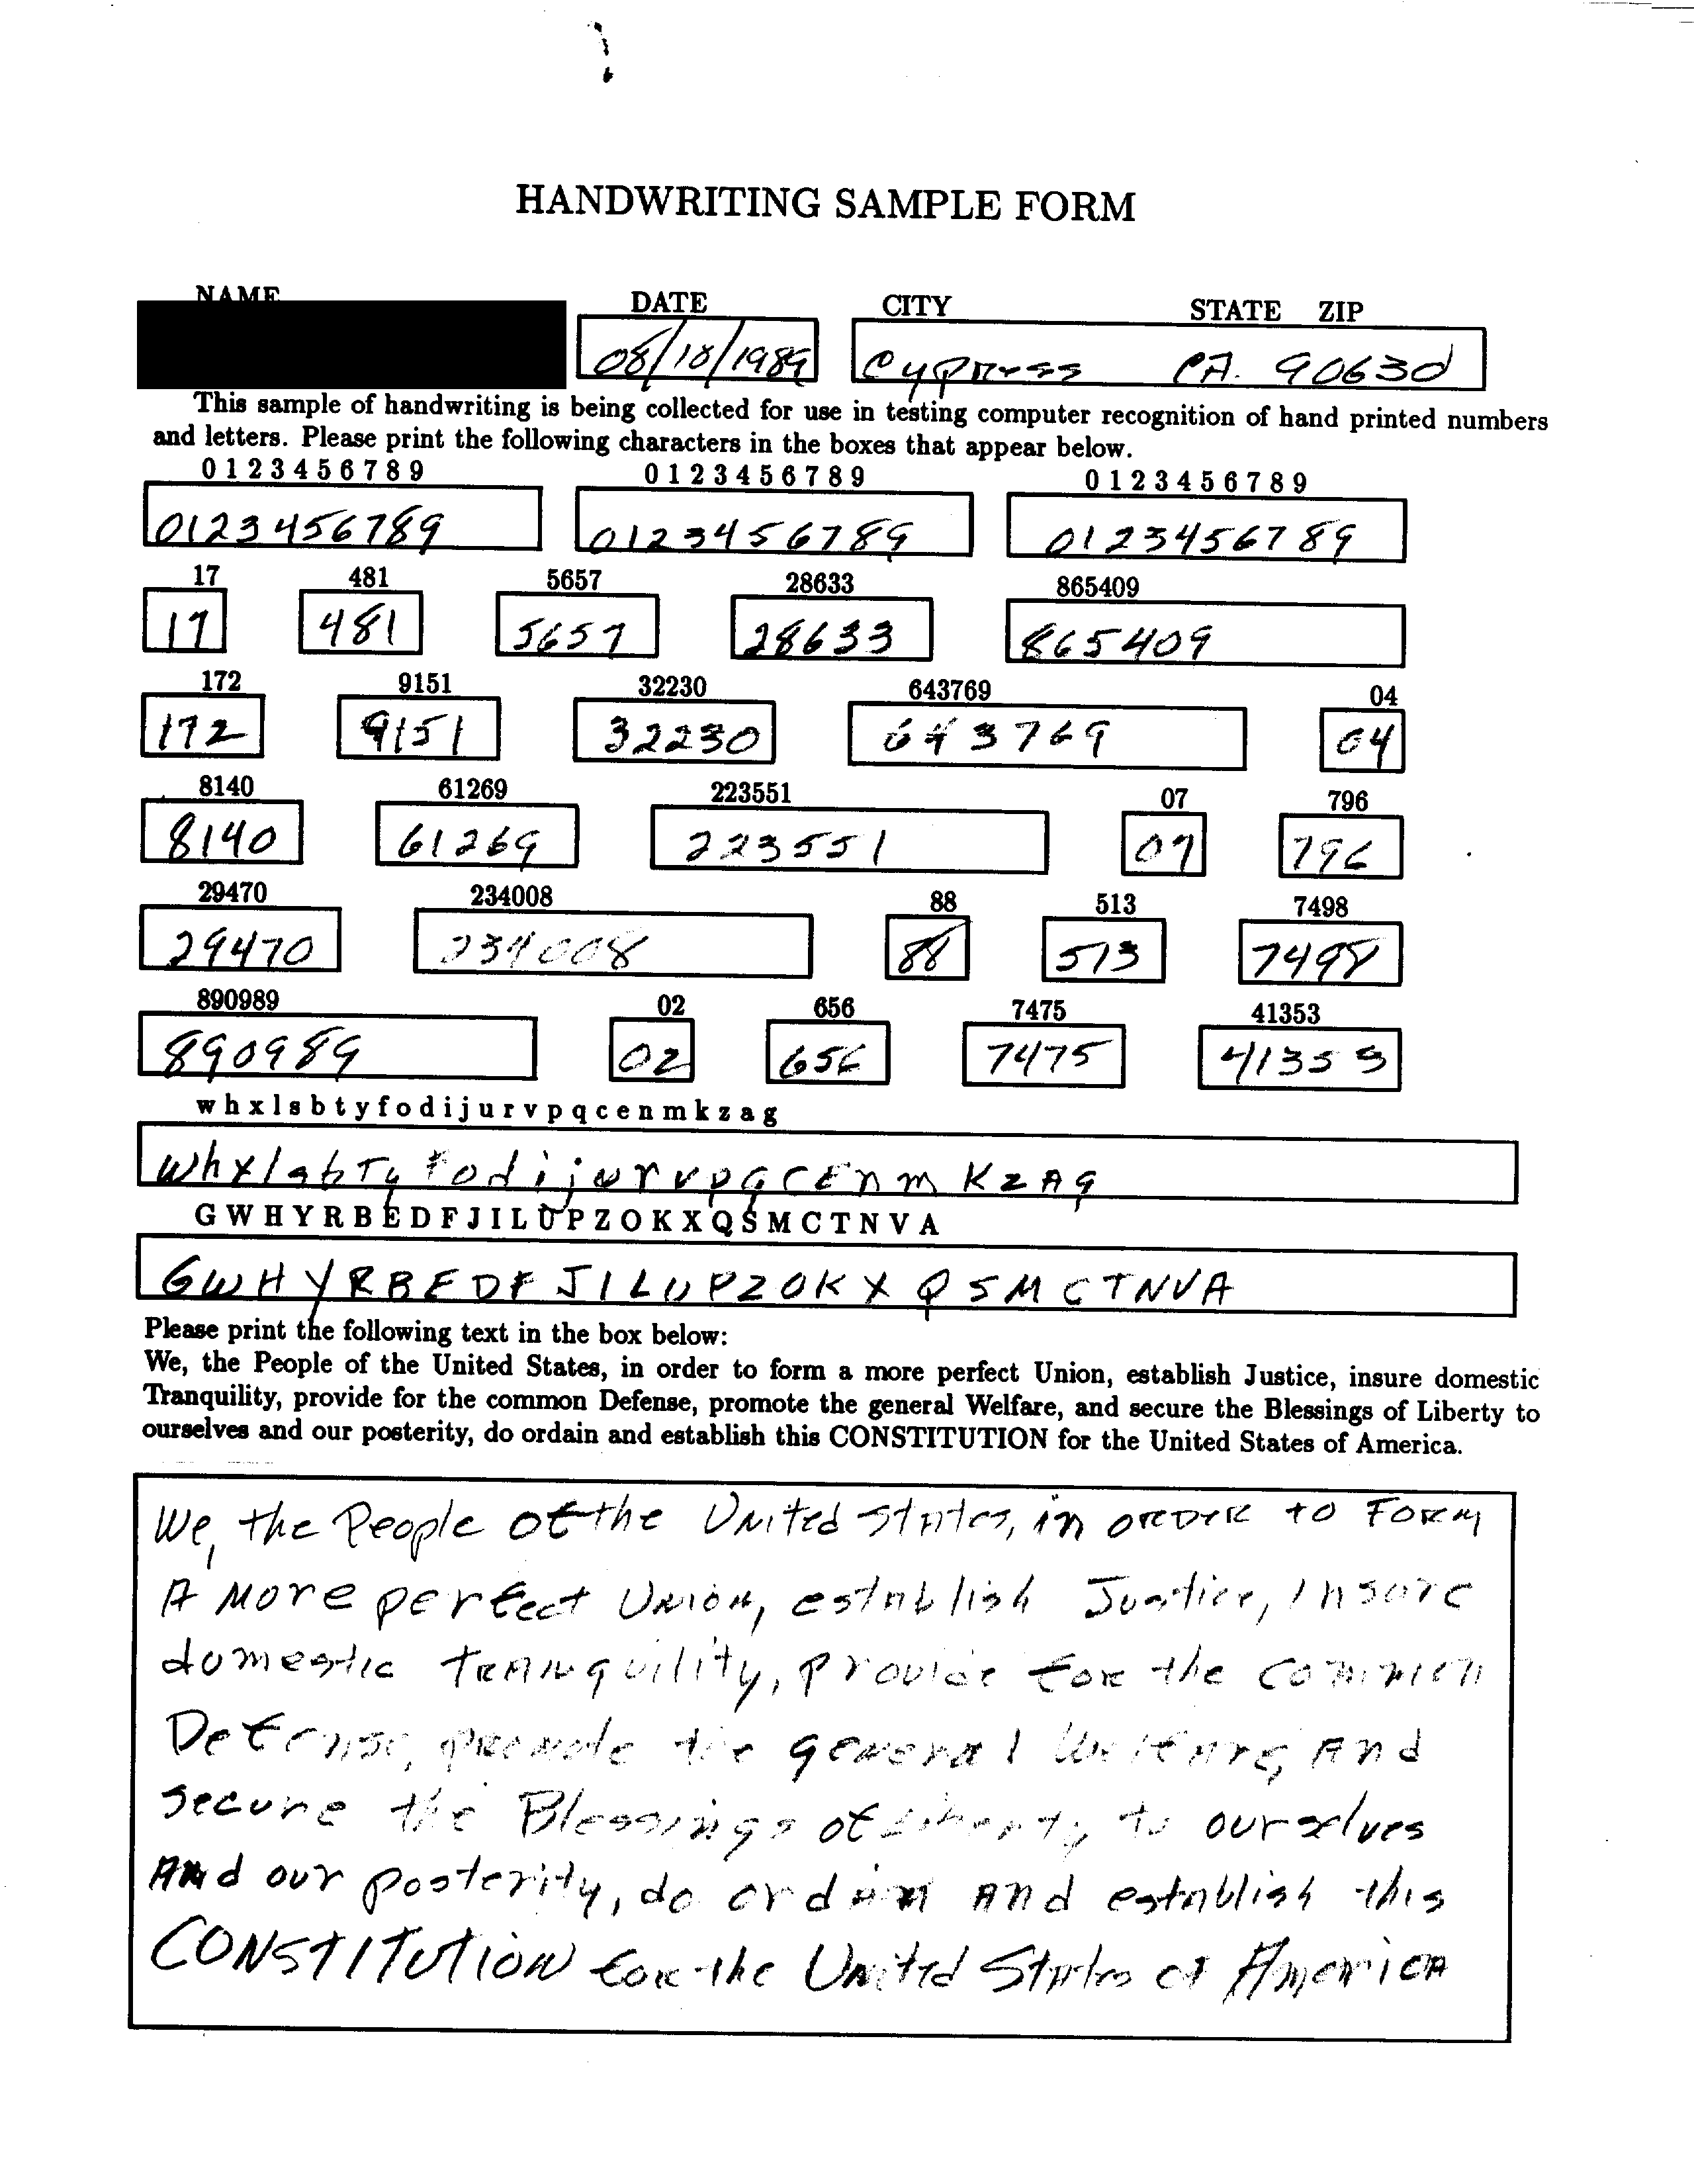 HANDWRITING SAMPLE FORM
NAME DATE CITY STATE ZIP
08/18/1989 Cypress CA. 90630
This sample of handwriting is being collected for use in testing computer recognition of hand printed numbers
and letters. Please print the following characters in the boxes that appear below.
0 1 2 3 4 5 6 7 8 9 0 1 2 3 4 5 6 7 8 9 0 1 2 3 4 5 6 7 8 9
0123456789 0123456789 0123456789
17 481 5657 28633 865409
17 481 5657 28633 865409
172 9151 32230 643769 04
172 9151 32230 643769 04
8140 61269 223551 07 796
8140 61269 223551 07 796
29470 234008 88 513 7498
29470 234008 88 513 7498
890989 02 656 7475 41353
890989 02 656 7475 41353
w h x l s b t y f o d i j u r v p q c e n m k z a g
whxlsbTyFodijurvpqcEnmKzAg
G W H Y R B E D F J I L U P Z O K X Q S M C T N V A
GWHYRBEDFJILUPZOKXQSMCTNVA
Please print the following text in the box below:
We, the People of the United States, in order to form a more perfect Union, establish Justice, insure domestic
Tranquility, provide for the common Defense, promote the general Welfare, and secure the Blessings of Liberty to
ourselves and our posterity, do ordain and establish this CONSTITUTION for the United States of America.
We, the People of the United States, in order to Form
A More perfect Union, establish Justice, Insure
domestic tranquility, provide for the common
Defense, promote the general Welfare, And
secure the Blessings of Liberty to ourselves
And our posterity, do ordain And establish this
CONSTITUTION for the United States of America